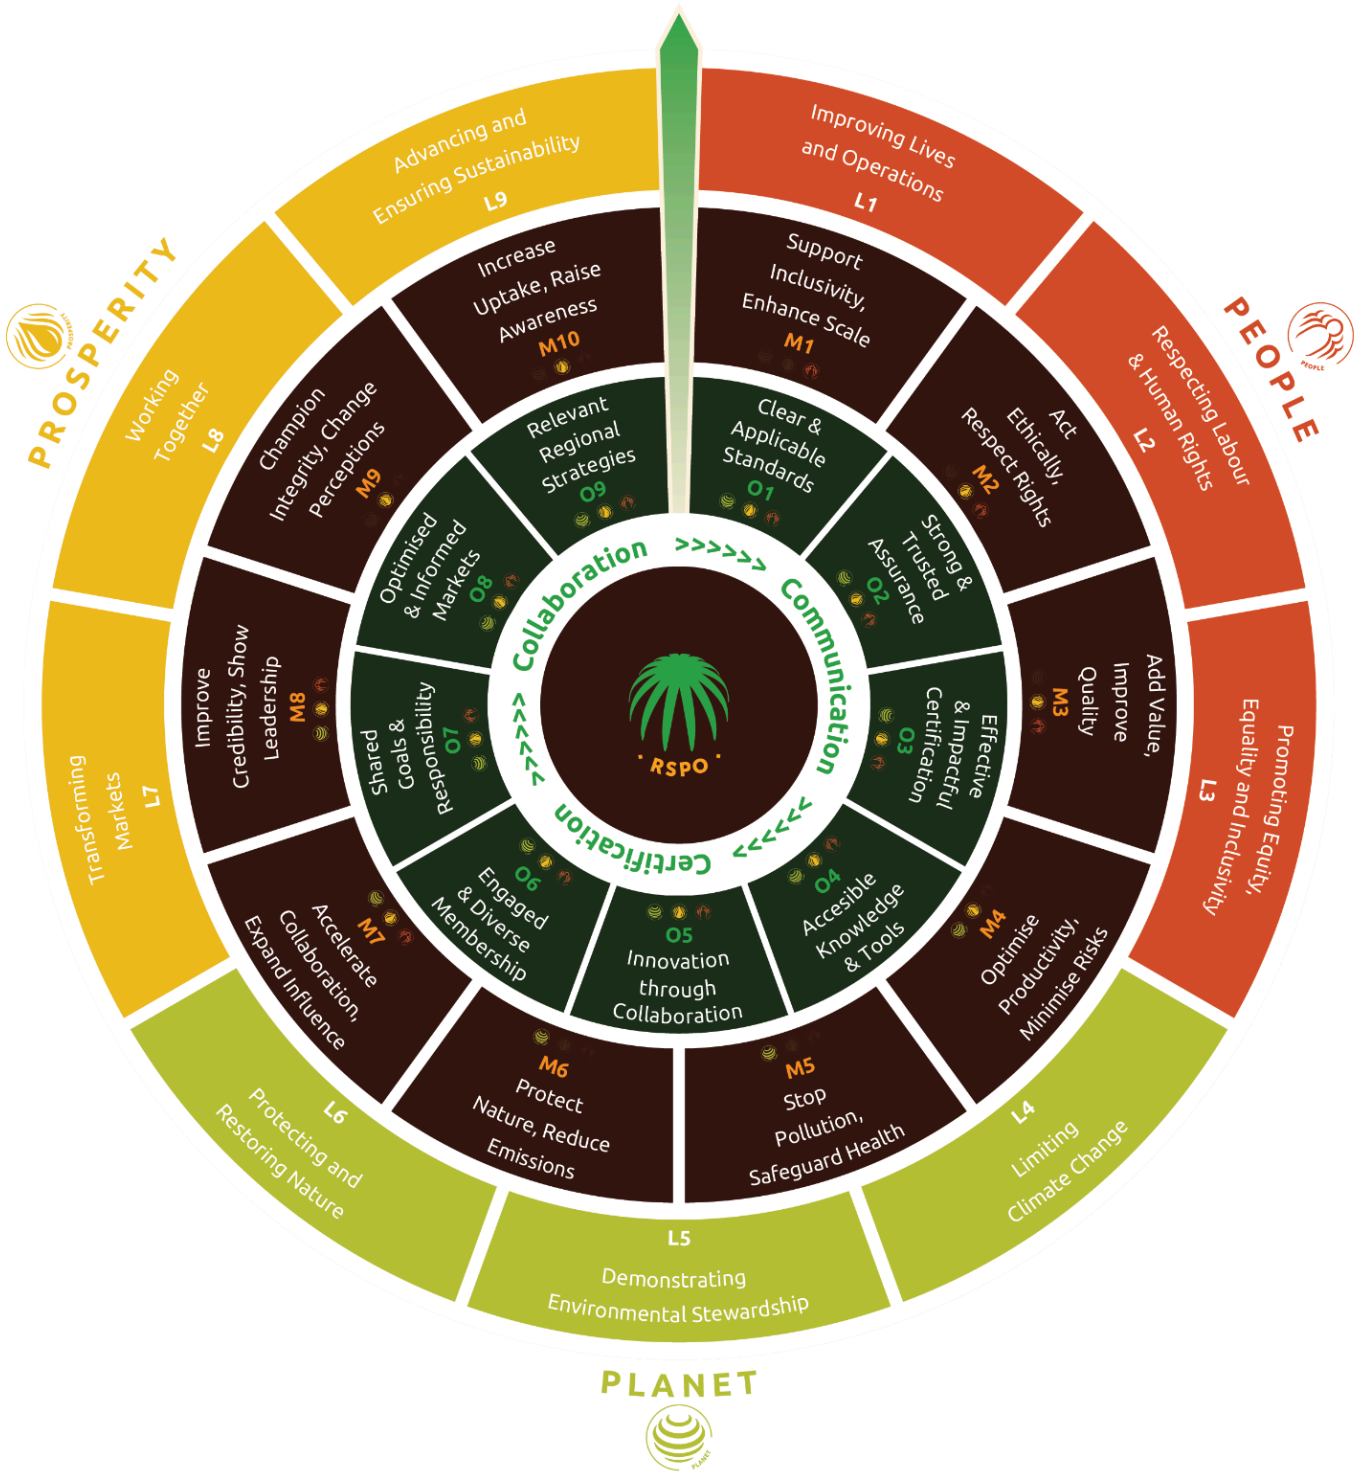 PROSPERITY
PROSPERITY
PEOPLE
PEOPLE
PLANET
PLANET
Improving Lives
and Operations
L1
Respecting Labour
& Human Rights
L2
Promoting Equity,
Equality and Inclusivity
L3
L4
Limiting
Climate Change
L5
Demonstrating
Environmental Stewardship
L6
Protecting and
Restoring Nature
Transforming
Markets
L7
Working
Together
L8
Advancing and
Ensuring Sustainability
L9
Support
Inclusivity,
Enhance Scale
M1
Act
Ethically,
Respect Rights
M2
Add Value,
Improve
Quality
M3
M4
Optimise
Productivity,
Minimise Risks
M5
Stop
Pollution,
Safeguard Health
M6
Protect
Nature, Reduce
Emissions
M7
Accelerate
Collaboration,
Expand Influence
Improve
Credibility, Show
Leadership
M8
Champion
Integrity, Change
Perceptions
M9
Increase
Uptake, Raise
Awareness
M10
Clear &
Applicable
Standards
O1
Strong &
Trusted
Assurance
O2
Effective
& Impactful
Certification
O3
O4
Accesible
Knowledge
& Tools
O5
Innovation
through
Collaboration
O6
Engaged
& Diverse
Membership
Shared
Goals &
Responsibility
O7
Optimised
& Informed
Markets
O8
Relevant
Regional
Strategies
O9
Collaboration >>>>>> Communication >>>>>> Certification >>>>>>
· RSPO ·